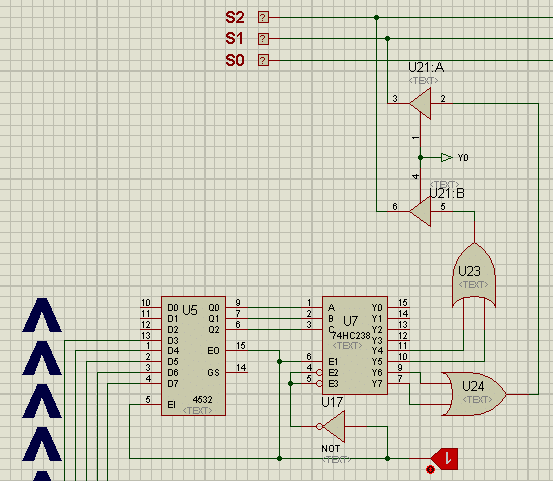 S2 ?
S1 ?
S0 ?
U21:A
<TEXT>
3 2
1
Y0
4
<TEXT>
U21:B
6 5
U23
<TEXT>
10 D0 U5 Q0 9
11 D1 Q1 7
12 D2 Q2 6
13 D3
1 D4 EO 15
2 D5
3 D6 GS 14
4 D7
5 EI 4532
<TEXT>
1 A U7 Y0 15
2 B Y1 14
3 C 74HC238 Y2 13
<TEXT> Y3 12
Y4 11
6 E1 Y5 10
4 E2 Y6 9
5 E3 Y7 7
U24
<TEXT>
U17
NOT
<TEXT>
1